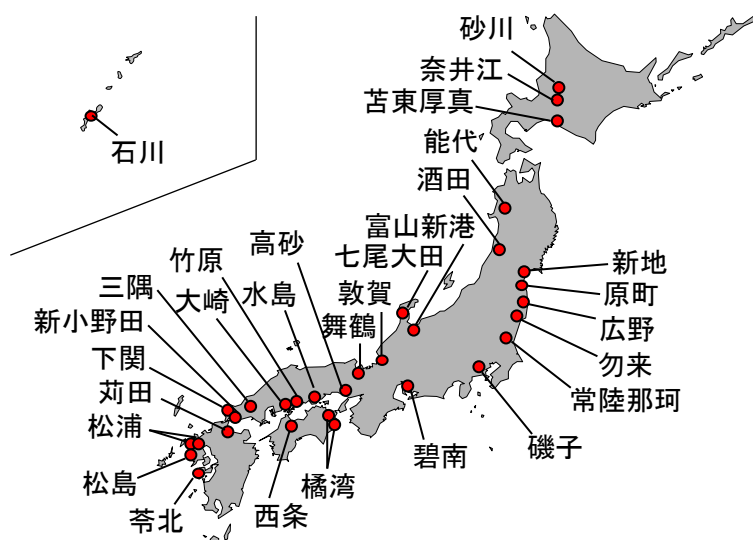 砂川
奈井江
苫東厚真
能代
酒田
石川
富山新港
高砂
七尾大田
竹原
敦賀
三隅
大崎
水島
舞鶴
新小野田
下関
苅田
松浦
松島
苓北
西条
橘湾
碧南
磯子
新地
原町
広野
勿来
常陸那珂